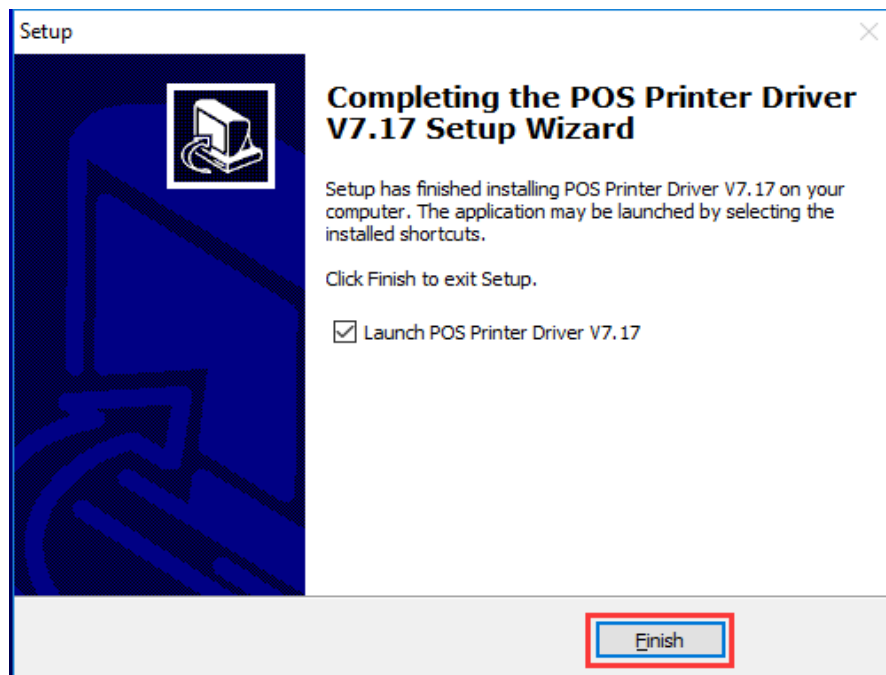 Setup
Completing the POS Printer Driver
V7.17 Setup Wizard
Setup has finished installing POS Printer Driver V7.17 on your
computer. The application may be launched by selecting the
installed shortcuts.
Click Finish to exit Setup.
Launch POS Printer Driver V7.17
Finish